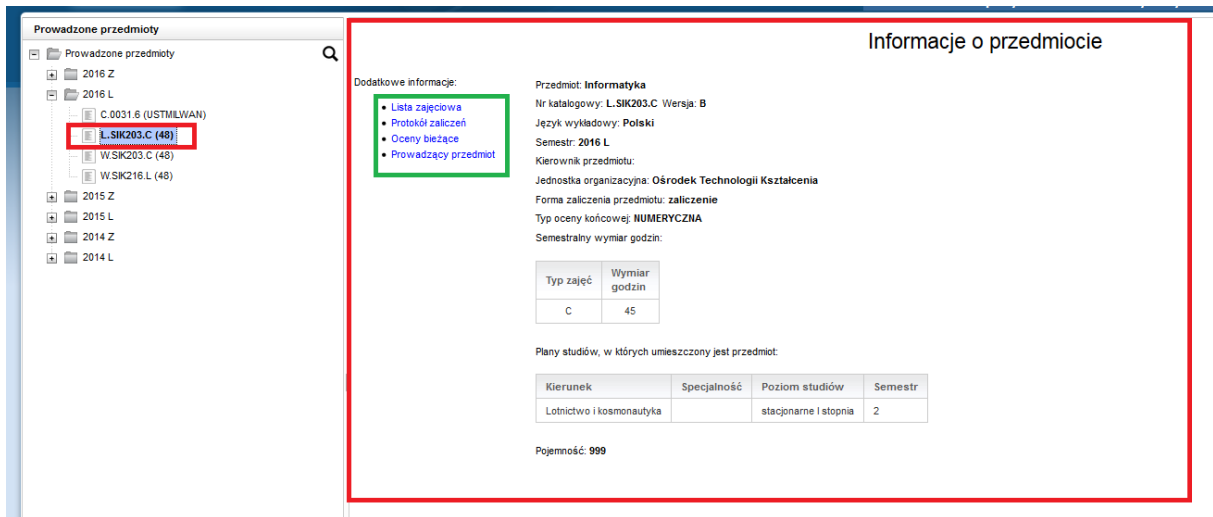 Prowadzone przedmioty
Prowadzone przedmioty
2016 Z
2016 L
C.0031.6 (USTMILWAN)
L.SIK203.C (48)
W.SIK203.C (48)
W.SIK216.L (48)
2015 Z
2015 L
2014 Z
2014 L
Informacje o przedmiocie
Dodatkowe informacje:
Lista zajęciowa
Protokół zaliczeń
Oceny bieżące
Prowadzący przedmiot
Przedmiot: Informatyka
Nr katalogowy: L.SIK203.C Wersja: B
Język wykładowy: Polski
Semestr: 2016 L
Kierownik przedmiotu:
Jednostka organizacyjna: Ośrodek Technologii Kształcenia
Forma zaliczenia przedmiotu: zaliczenie
Typ oceny końcowej: NUMERYCZNA
Semestralny wymiar godzin:
Typ zajęć Wymiar godzin
C 45
Plany studiów, w których umieszczony jest przedmiot:
Kierunek Specjalność Poziom studiów Semestr
Lotnictwo i kosmonautyka stacjonarne I stopnia 2
Pojemność: 999